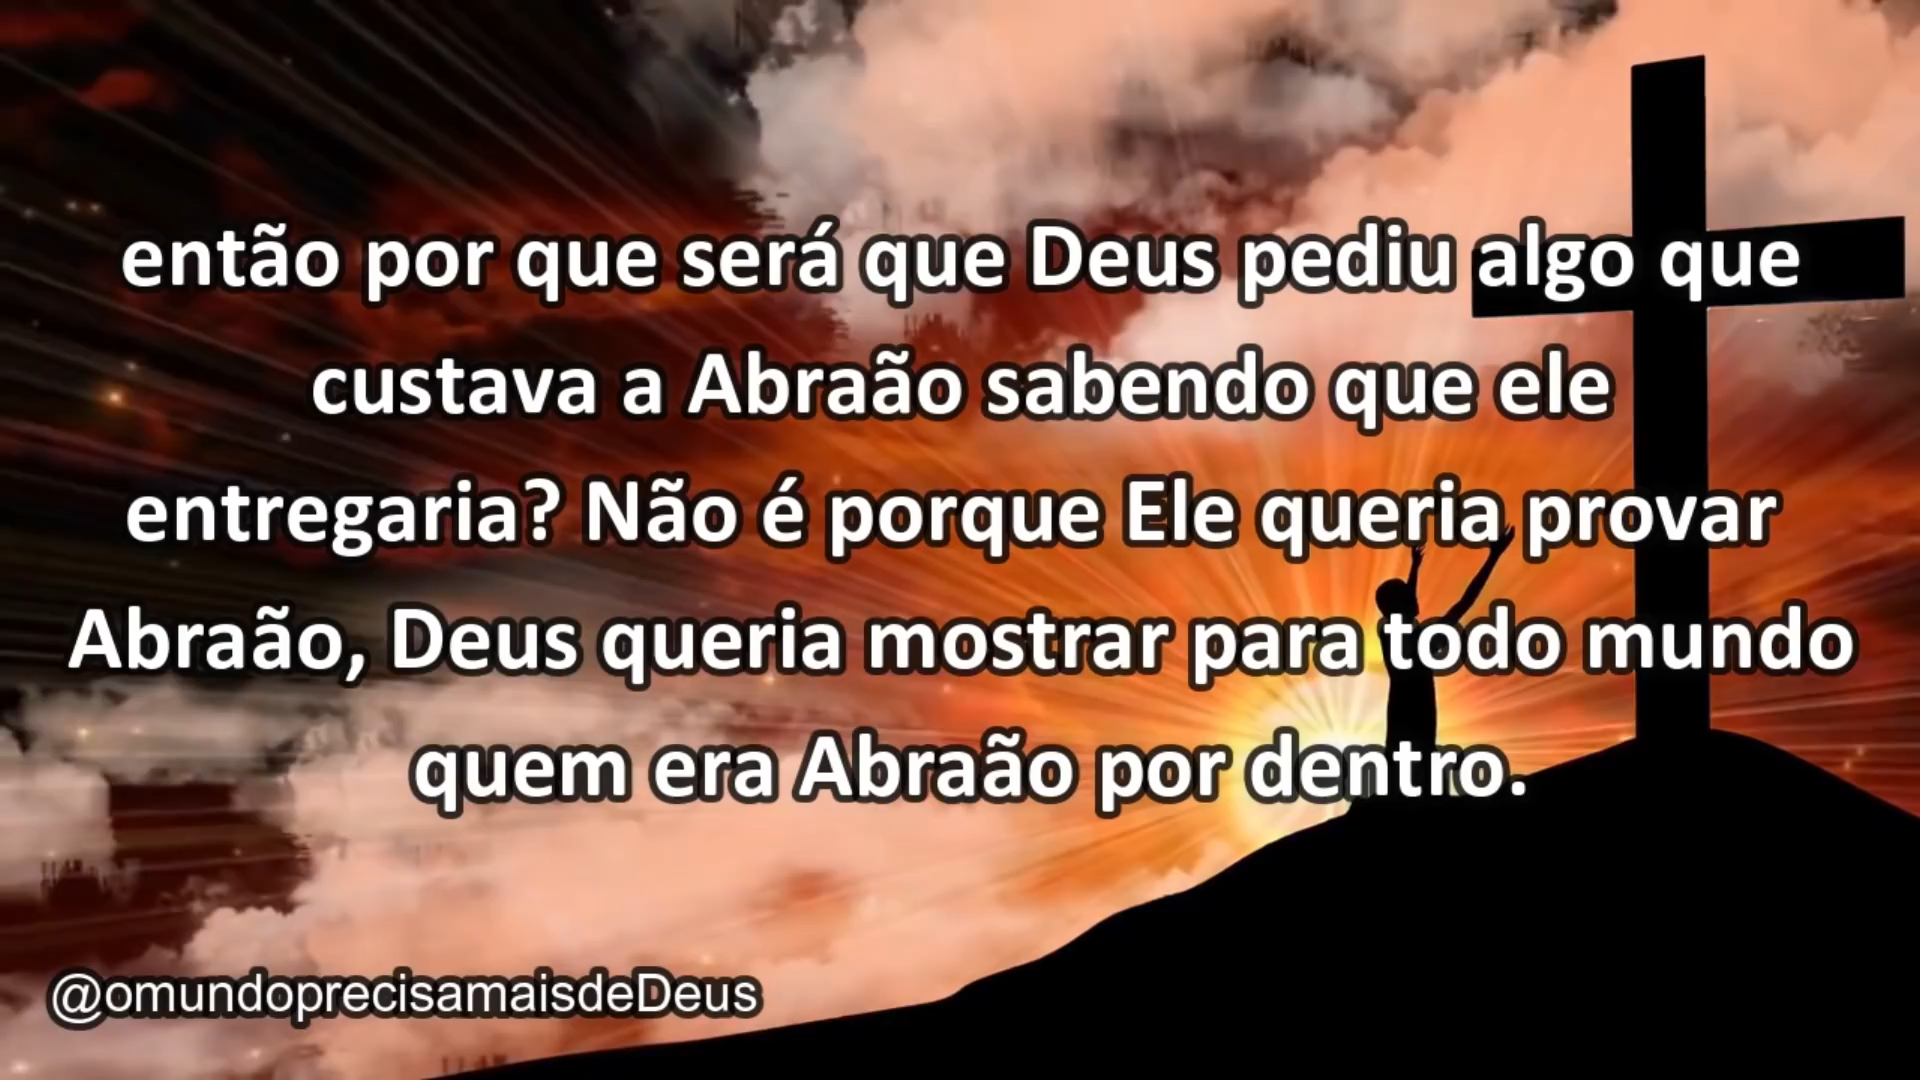 então por que será que Deus pediu algo que
custava a Abraão sabendo que ele
entregaria? Não é porque Ele queria provar
Abraão, Deus queria mostrar para todo mundo
quem era Abraão por dentro.
@omundoprecisamaisdeDeus